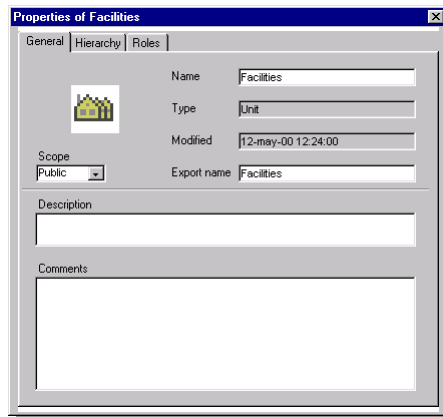 Properties of Facilities
General Hierarchy Roles
Name Facilities
Type Unit
Modified 12-may-00 12:24:00
Scope
Public
Export name Facilities
Description
Comments